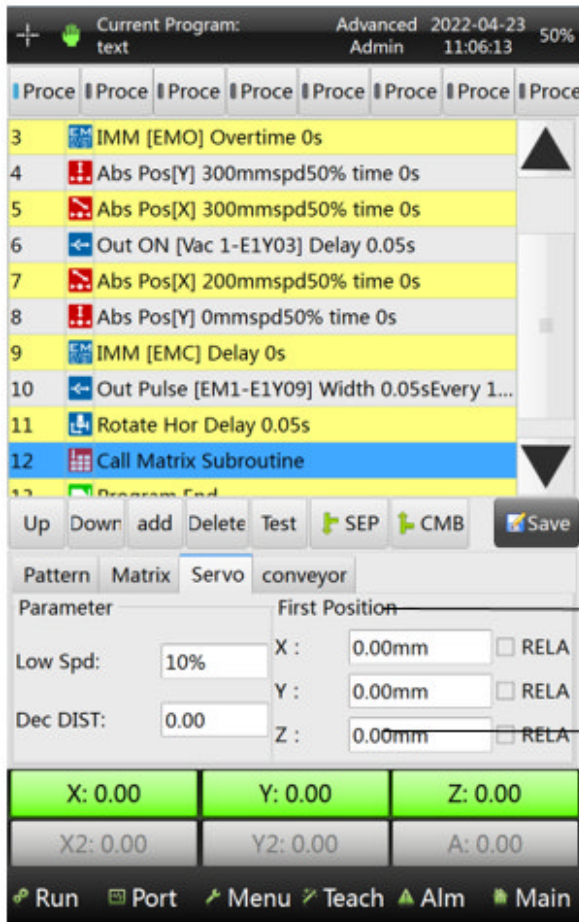 Current Program: Advanced 2022-04-23 50%
text Admin 11:06:13
Proce Proce Proce Proce Proce Proce Proce Proce
3 IMM [EMO] Overtime 0s
4 Abs Pos[Y] 300mmspd50% time 0s
5 Abs Pos[X] 300mmspd50% time 0s
6 Out ON [Vac 1-E1Y03] Delay 0.05s
7 Abs Pos[X] 200mmspd50% time 0s
8 Abs Pos[Y] 0mmspd50% time 0s
9 IMM [EMC] Delay 0s
10 Out Pulse [EM1-E1Y09] Width 0.05sEvery 1...
11 Rotate Hor Delay 0.05s
12 Call Matrix Subroutine
13 Program End
Up Down add Delete Test SEP CMB Save
Pattern Matrix Servo conveyor
Parameter First Position
X : 0.00mm RELA
Low Spd: 10%
Y : 0.00mm RELA
Dec DIST: 0.00
Z : 0.00mm RELA
X: 0.00 Y: 0.00 Z: 0.00
X2: 0.00 Y2: 0.00 A: 0.00
Run Port Menu Teach Alm Main